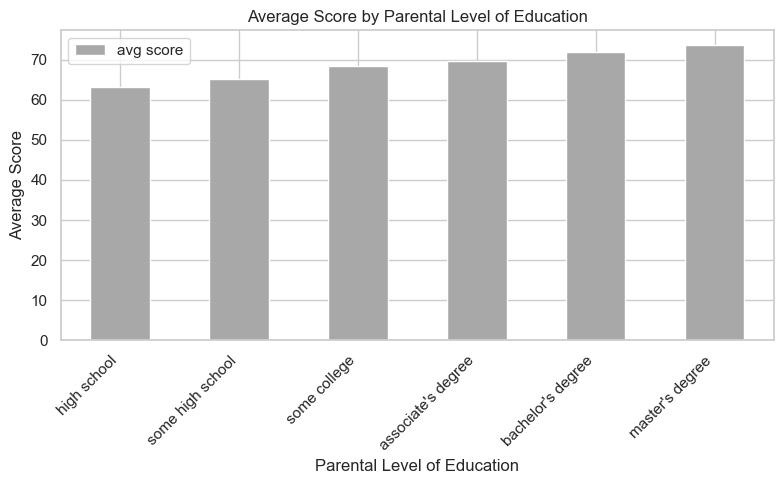 Average Score by Parental Level of Education
avg score
Average Score
70
60
50
40
30
20
10
0
high school
some high school
some college
associate's degree
bachelor's degree
master's degree
Parental Level of Education